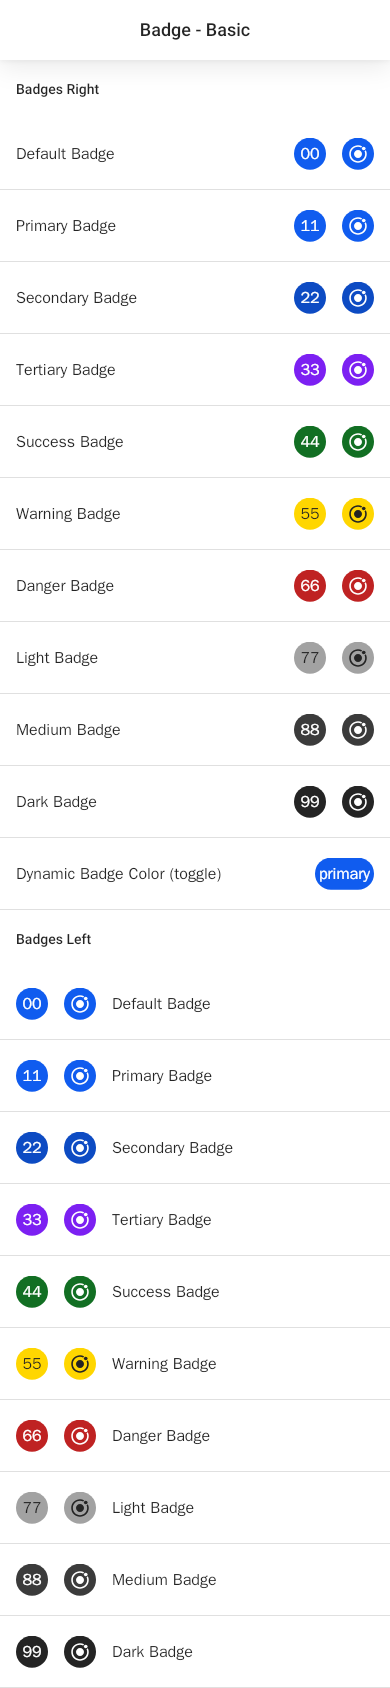 Badge - Basic
Badges Right
Default Badge 00
Primary Badge 11
Secondary Badge 22
Tertiary Badge 33
Success Badge 44
Warning Badge 55
Danger Badge 66
Light Badge 77
Medium Badge 88
Dark Badge 99
Dynamic Badge Color (toggle) primary
Badges Left
00 Default Badge
11 Primary Badge
22 Secondary Badge
33 Tertiary Badge
44 Success Badge
55 Warning Badge
66 Danger Badge
77 Light Badge
88 Medium Badge
99 Dark Badge